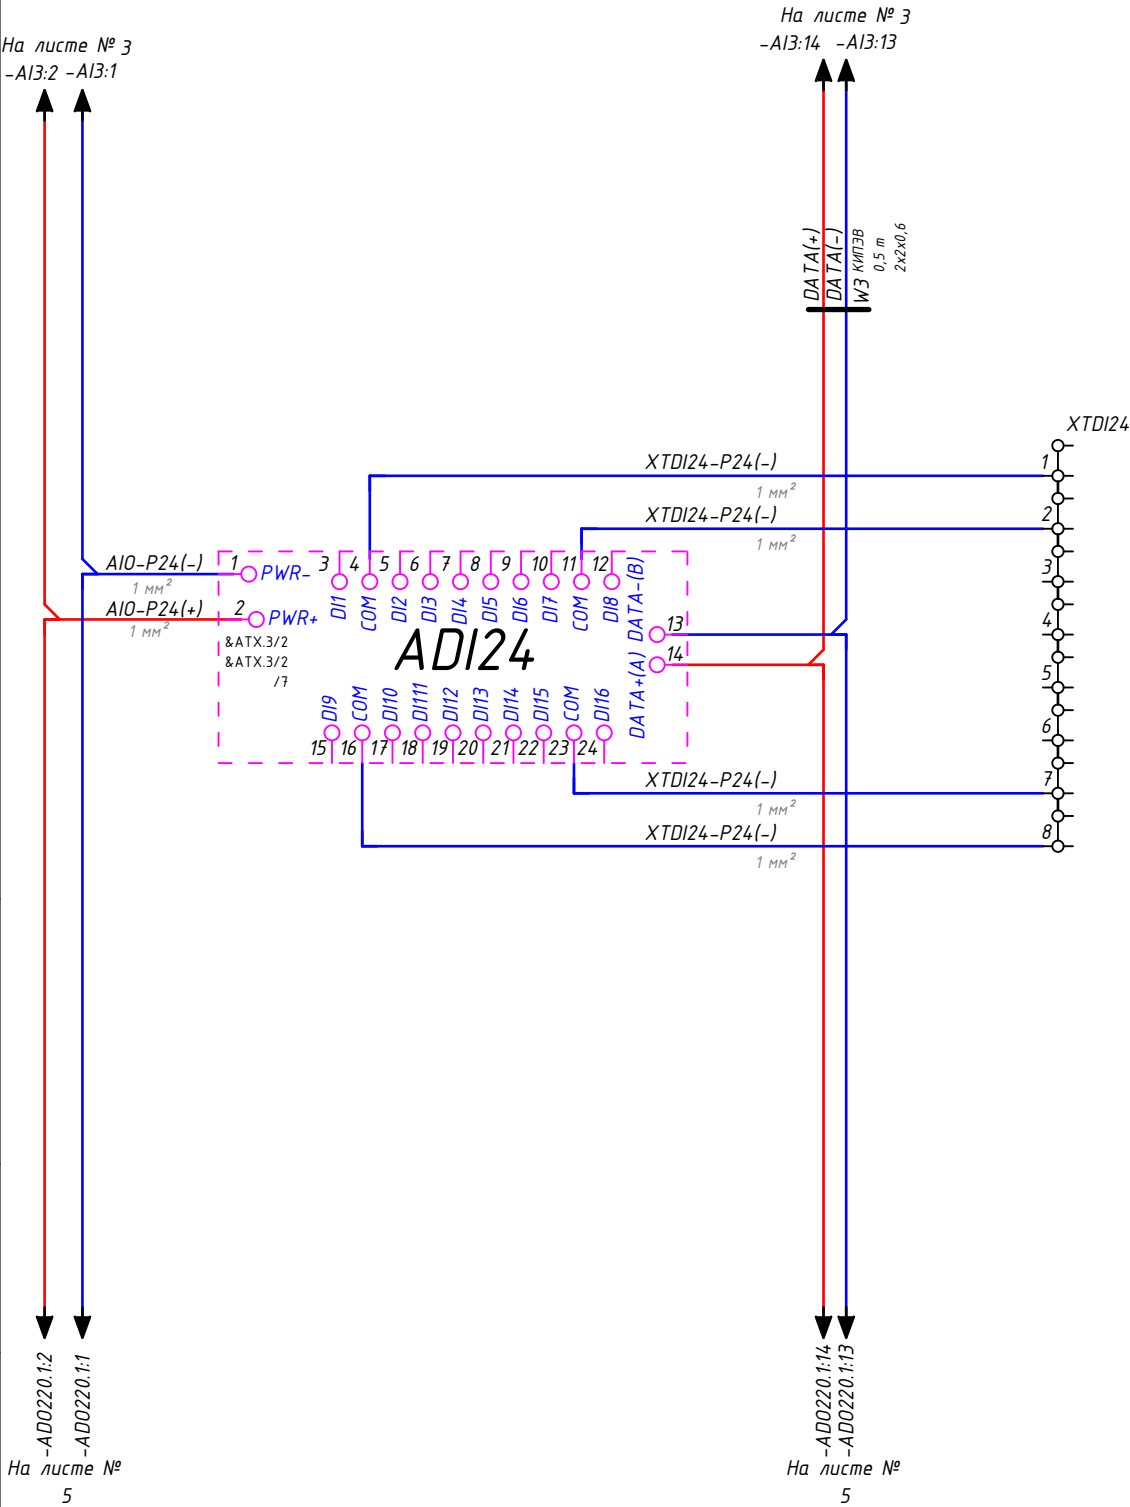 На листе № 3
-AI3:2 -AI3:1
На листе № 3
-AI3:14 -AI3:13
DATA(+)
DATA(-)
W3 КИПЭВ
0,5 m
2x2x0,6
XTDI24
1
2
3
4
5
6
7
8
XTDI24-P24(-)
1 мм²
XTDI24-P24(-)
1 мм²
AIO-P24(-)
1 мм²
AIO-P24(+)
1 мм²
1 PWR-
2 PWR+
&ATX.3/2
&ATX.3/2
/7
3 4 5 6 7 8 9 10 11 12
DI1 COM DI2 DI3 DI4 DI5 DI6 DI7 COM DI8
DATA-(B) 13
DATA+(A) 14
ADI24
DI9 COM DI10 DI111 DI12 DI13 DI14 DI15 COM DI16
15 16 17 18 19 20 21 22 23 24
XTDI24-P24(-)
1 мм²
XTDI24-P24(-)
1 мм²
-ADO220.1:2
-ADO220.1:1
На листе №
5
-ADO220.1:14
-ADO220.1:13
На листе №
5